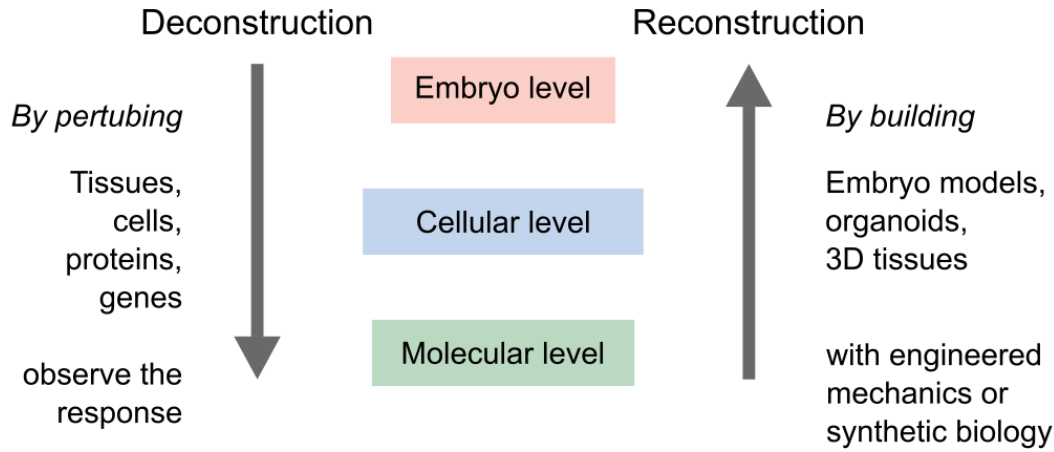 Deconstruction
Reconstruction
By pertubing
Tissues,
cells,
proteins,
genes
observe the
response
Embryo level
Cellular level
Molecular level
By building
Embryo models,
organoids,
3D tissues
with engineered
mechanics or
synthetic biology